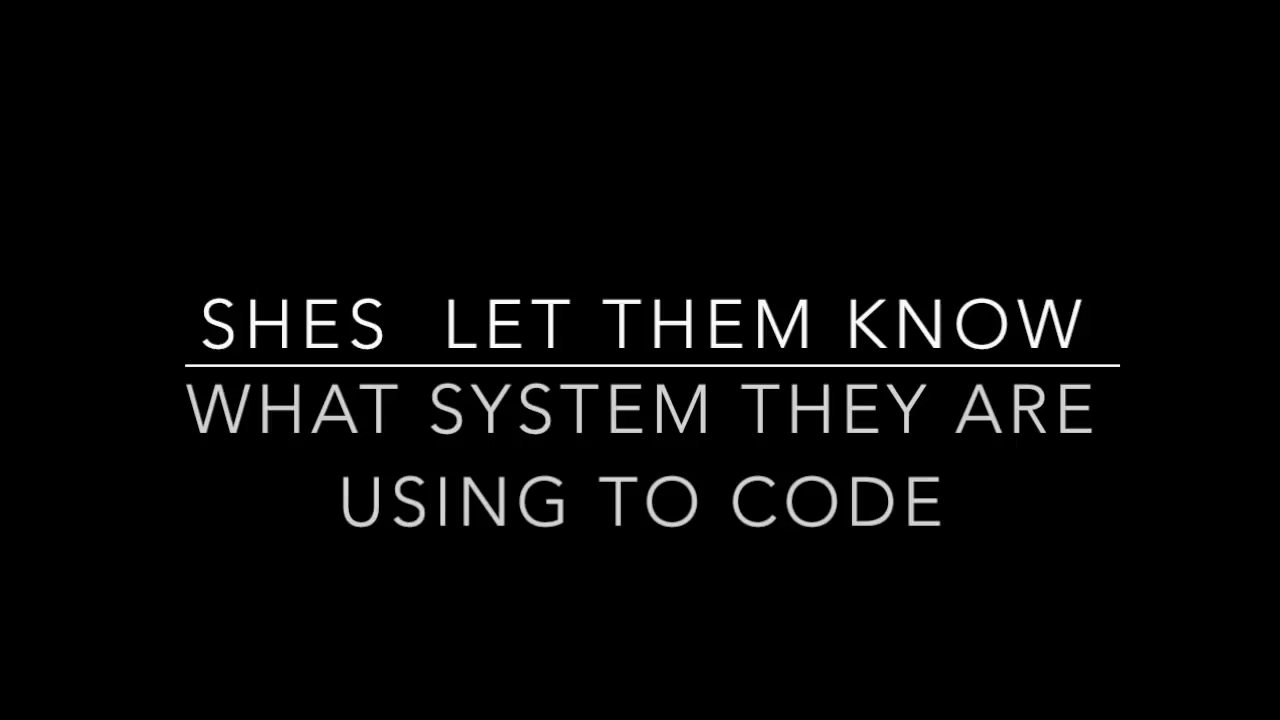 SHES  LET THEM KNOW
WHAT SYSTEM THEY ARE
USING TO CODE